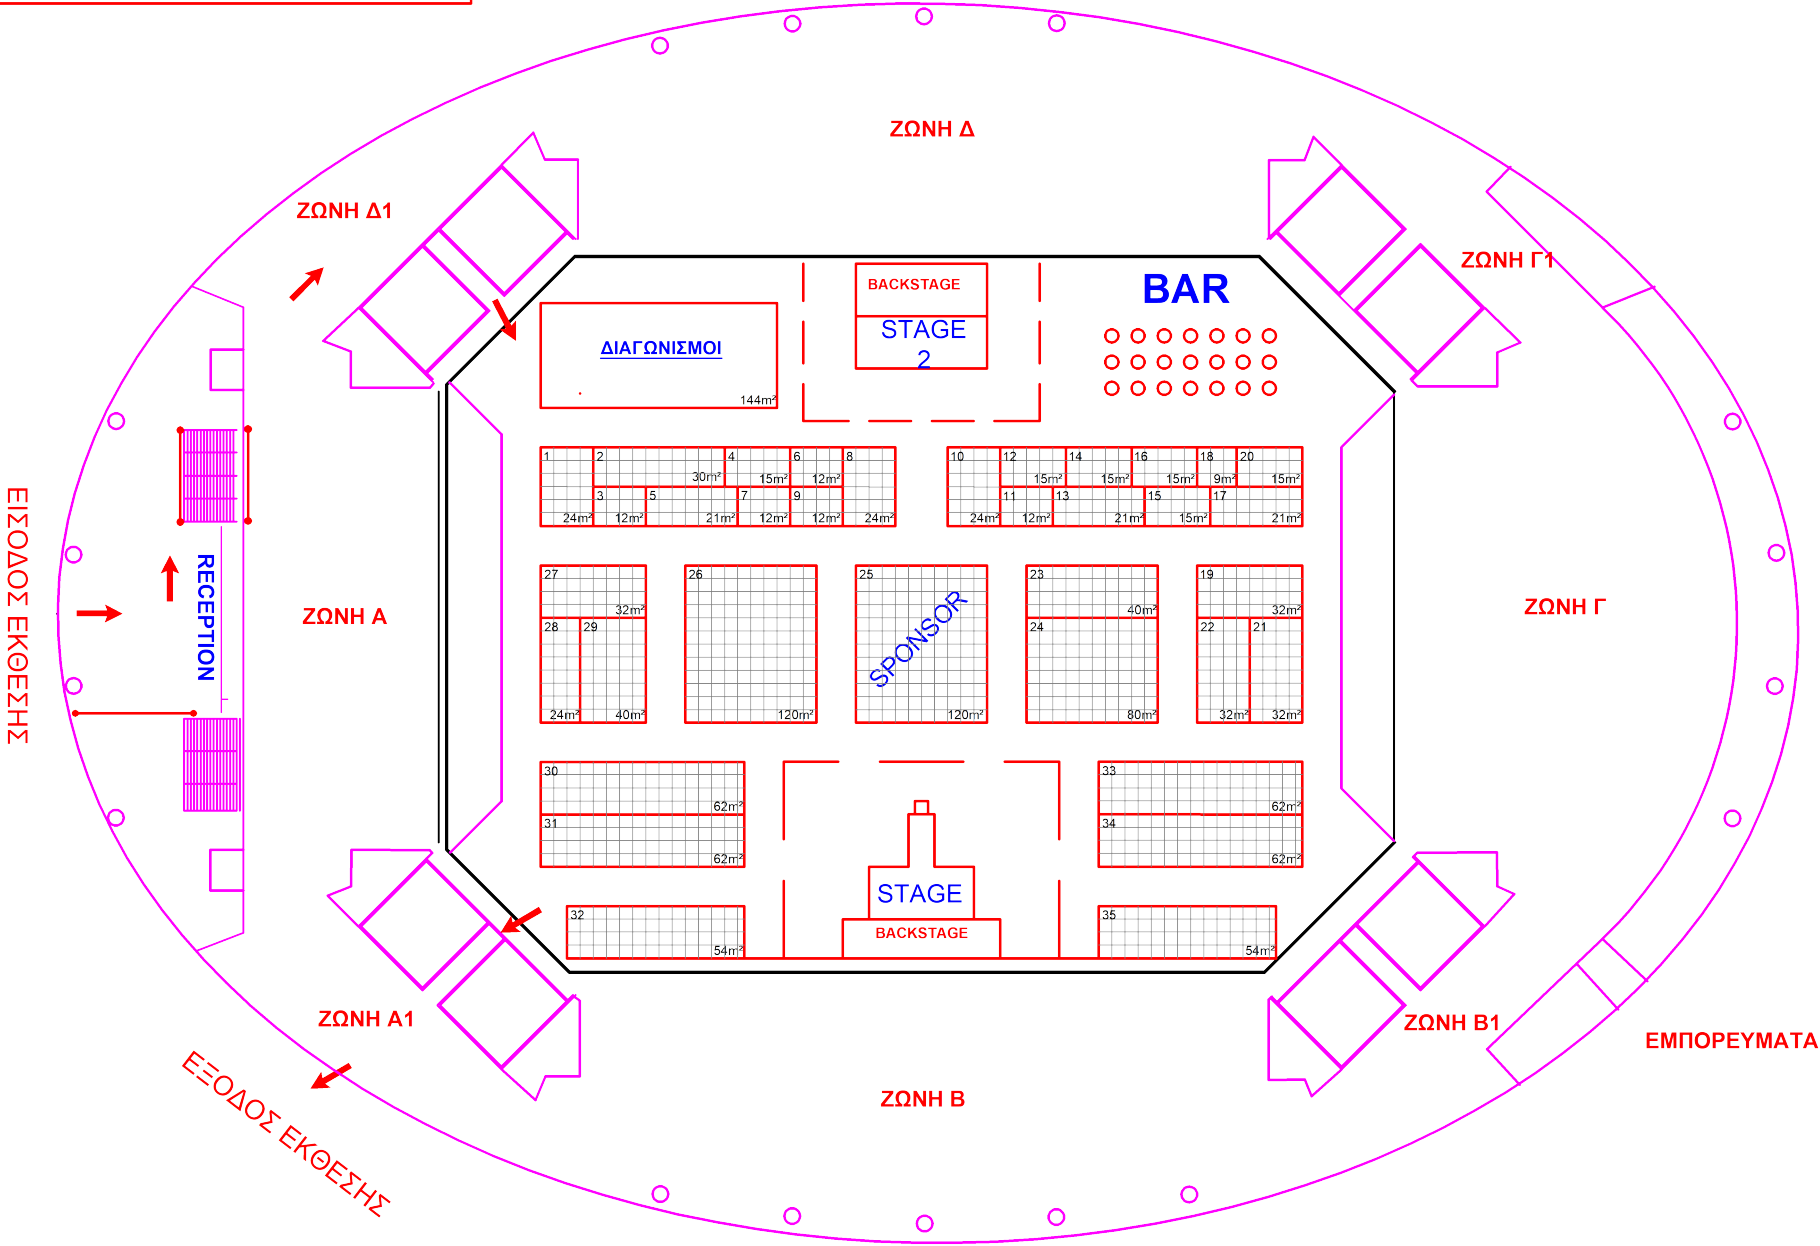 ΖΩΝΗ Δ
ΖΩΝΗ Δ1
ΖΩΝΗ Γ1
BACKSTAGE
STAGE
2
BAR
ΔΙΑΓΩΝΙΣΜΟΙ
144m²
1
2
4
6
8
30m²
15m²
12m²
3
5
7
9
24m²
12m²
21m²
12m²
12m²
24m²
10
12
14
16
18
20
15m²
15m²
15m²
9m²
15m²
11
13
15
17
24m²
12m²
21m²
15m²
21m²
ΕΙΣΟΔΟΣ ΕΚΘΕΣΗΣ
RECEPTION
ΖΩΝΗ Α
27
32m²
28
29
24m²
40m²
26
120m²
25
SPONSOR
120m²
23
40m²
24
80m²
19
32m²
22
21
32m²
32m²
ΖΩΝΗ Γ
30
62m²
31
62m²
32
54m²
STAGE
BACKSTAGE
33
62m²
34
62m²
35
54m²
ΖΩΝΗ Α1
ΖΩΝΗ Β1
ΕΜΠΟΡΕΥΜΑΤΑ
ΕΞΟΔΟΣ ΕΚΘΕΣΗΣ
ΖΩΝΗ Β